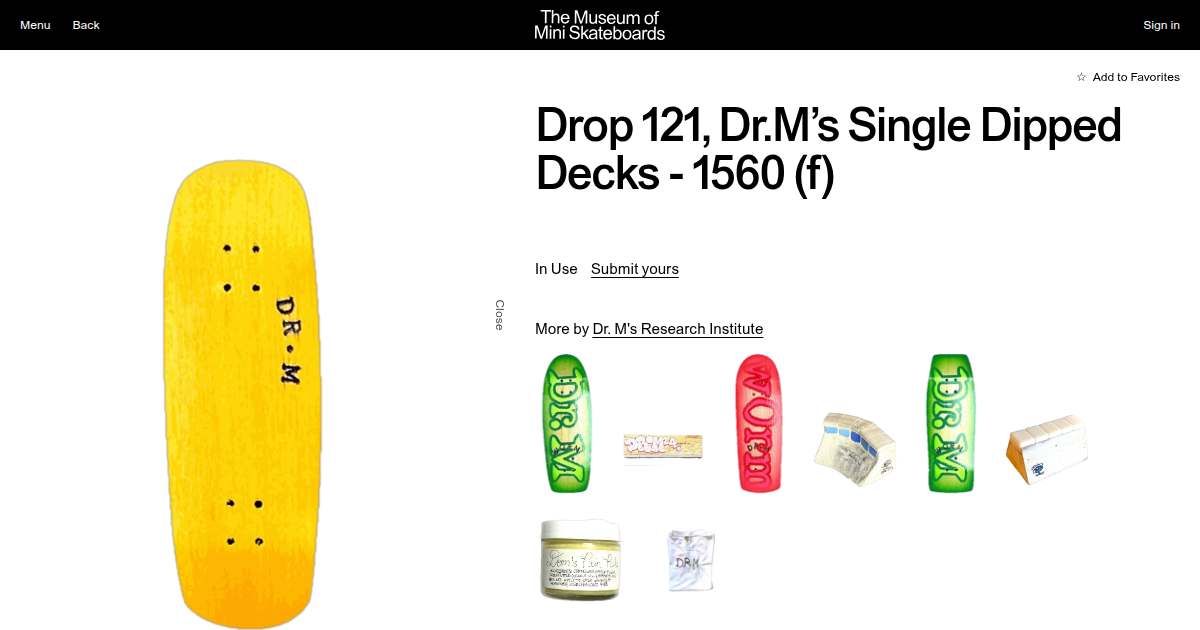 Menu
Back
The Museum of
Mini Skateboards
Sign in
☆ Add to Favorites
Drop 121, Dr.M’s Single Dipped
Decks - 1560 (f)
DR•M
In Use
Submit yours
Close
More by Dr. M's Research Institute
Dr. M
W.Orm
Dr. M
DRM